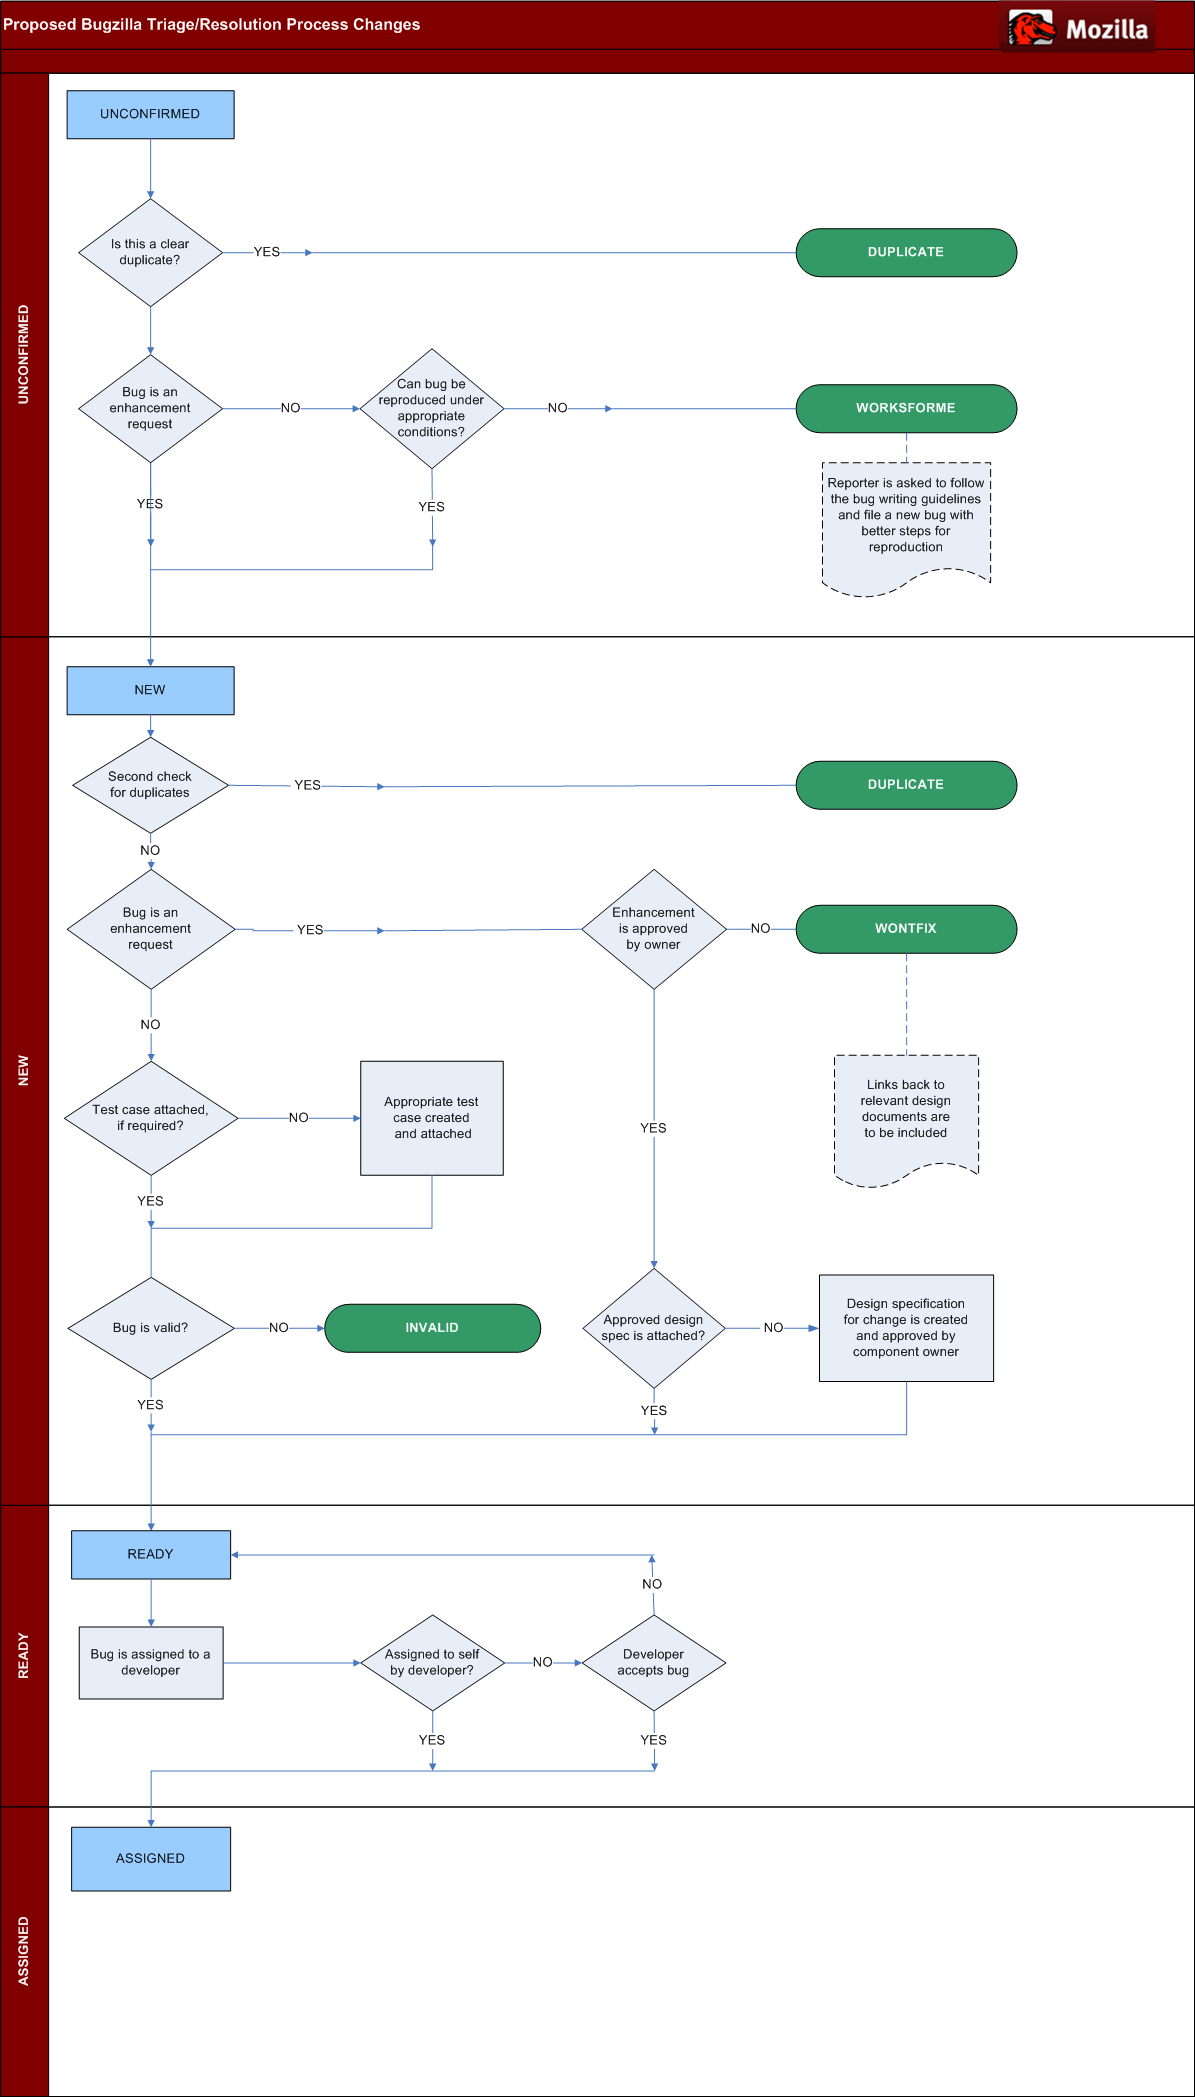 Proposed Bugzilla Triage/Resolution Process Changes
Mozilla
UNCONFIRMED
UNCONFIRMED
Is this a clear
duplicate?
YES
DUPLICATE
Bug is an
enhancement
request
NO
Can bug be
reproduced under
appropriate
conditions?
NO
WORKSFORME
YES
YES
Reporter is asked to follow
the bug writing guidelines
and file a new bug with
better steps for
reproduction
NEW
NEW
Second check
for duplicates
YES
DUPLICATE
NO
Bug is an
enhancement
request
YES
Enhancement
is approved
by owner
NO
WONTFIX
NO
Test case attached,
if required?
NO
Appropriate test
case created
and attached
YES
Links back to
relevant design
documents are
to be included
YES
Bug is valid?
NO
INVALID
Approved design
spec is attached?
NO
Design specification
for change is created
and approved by
component owner
YES
YES
READY
READY
NO
Bug is assigned to a
developer
Assigned to self
by developer?
NO
Developer
accepts bug
YES
YES
ASSIGNED
ASSIGNED